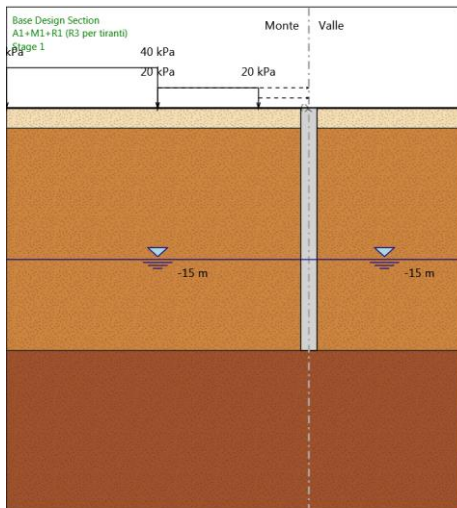 Base Design Section
A1+M1+R1 (R3 per tiranti)
Stage 1
Monte
Valle
kPa
40 kPa
20 kPa
20 kPa
-15 m
-15 m